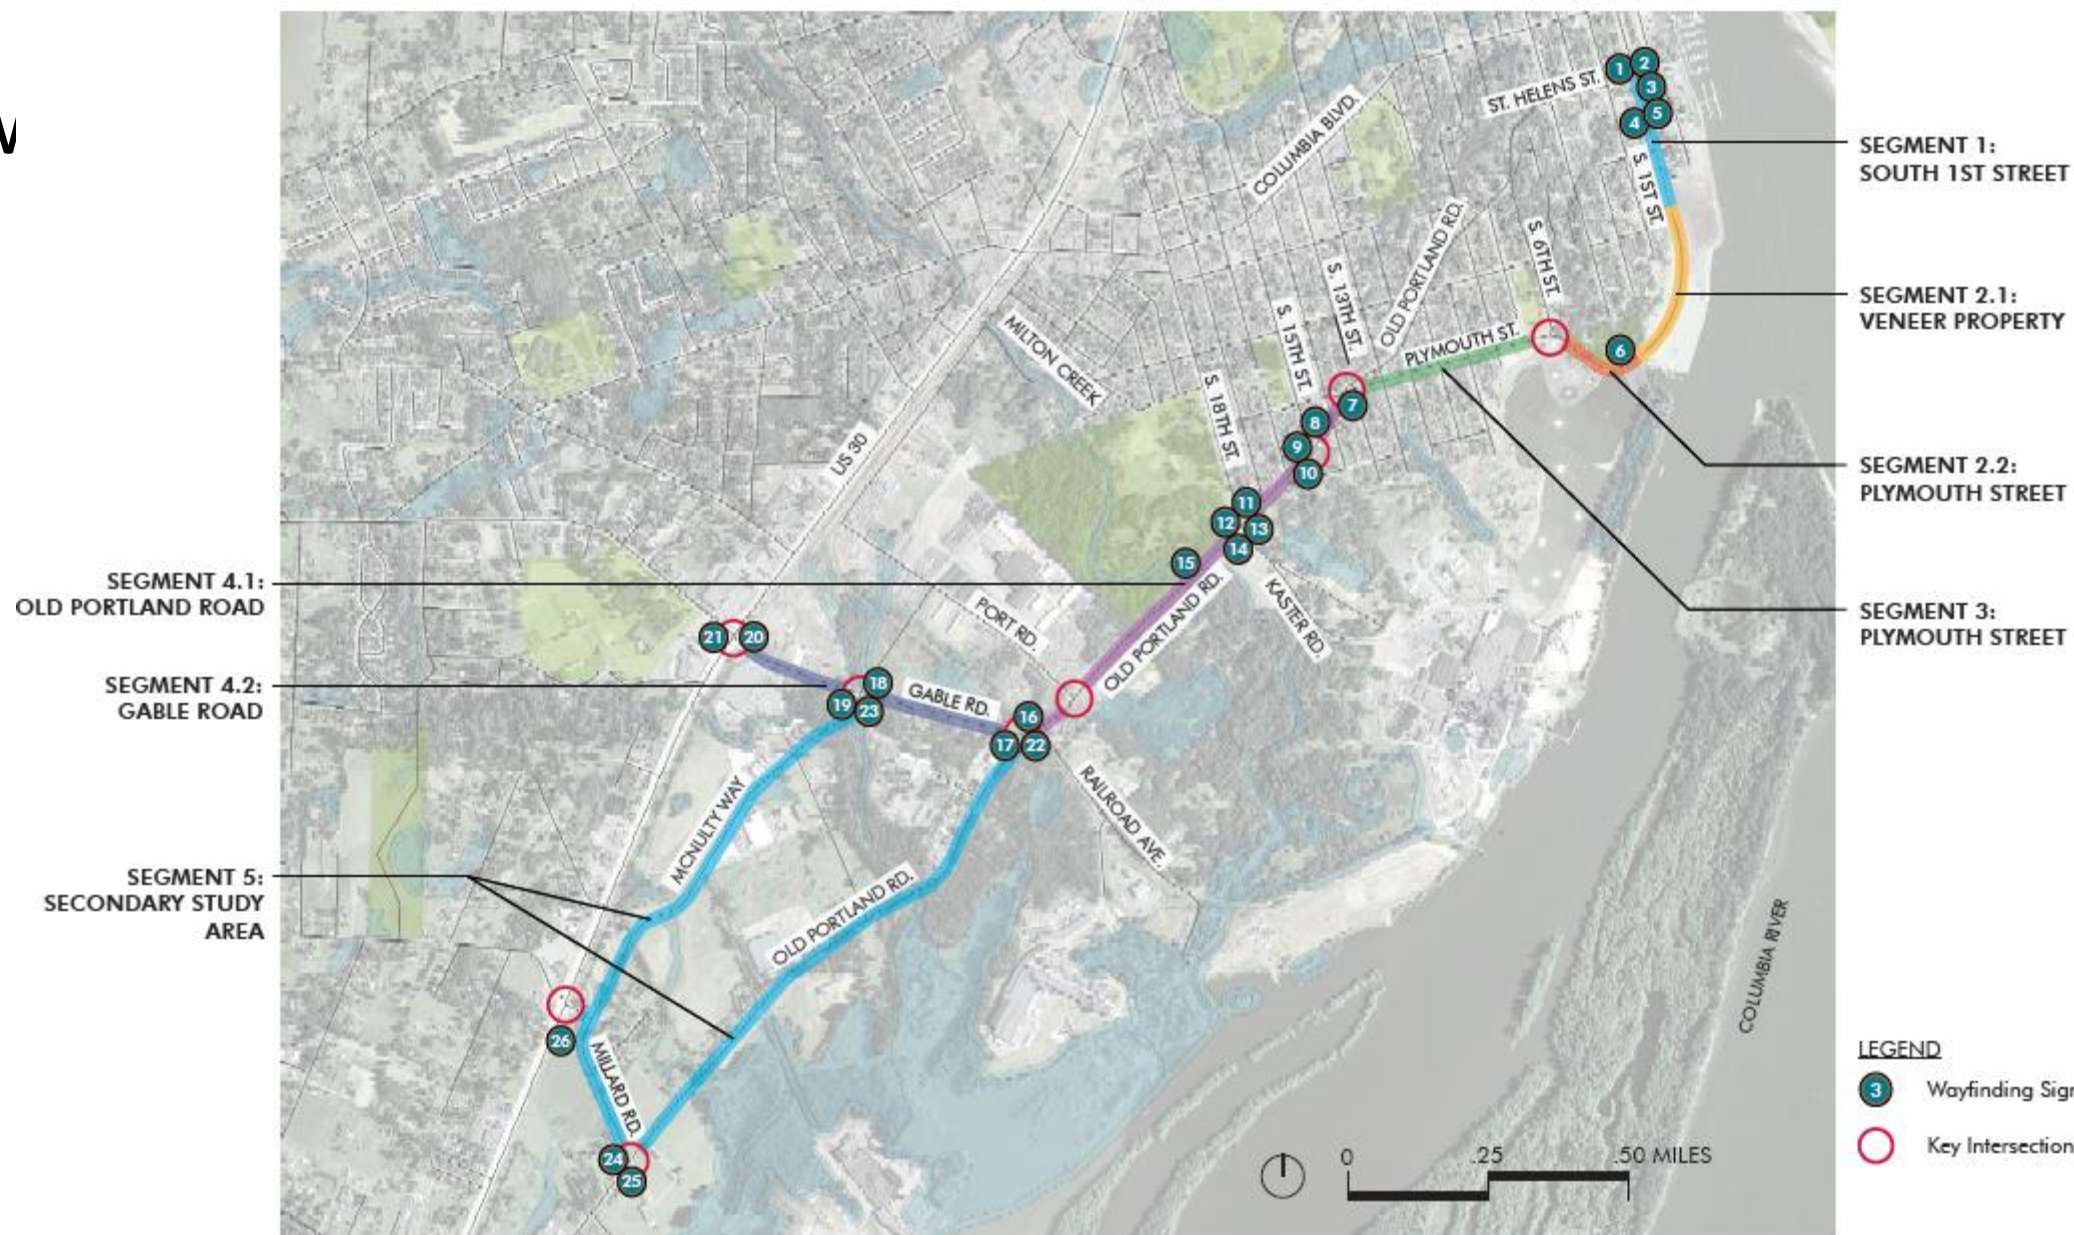 1
2
3
4
5
ST. HELENS ST.
COLUMBIA BLVD.
S. 1ST ST.
SEGMENT 1:
SOUTH 1ST STREET
S. 6TH ST.
OLD PORTLAND RD.
S. 13TH ST.
S. 15TH ST.
SEGMENT 2.1:
VENEER PROPERTY
MILTON CREEK
PLYMOUTH ST.
6
7
8
9
10
S. 18TH ST.
US 30
SEGMENT 2.2:
PLYMOUTH STREET
11
12
13
14
15
SEGMENT 4.1:
OLD PORTLAND ROAD
PORT RD.
OLD PORTLAND RD.
KASTER RD.
SEGMENT 3:
PLYMOUTH STREET
21
20
SEGMENT 4.2:
GABLE ROAD
18
19
23
GABLE RD.
16
17
22
MCNULTY WAY
RAILROAD AVE.
SEGMENT 5:
SECONDARY STUDY
AREA
OLD PORTLAND RD.
COLUMBIA RIVER
26
MILLARD RD.
24
25
0 .25 .50 MILES
LEGEND
3 Wayfinding Sign
Key Intersection